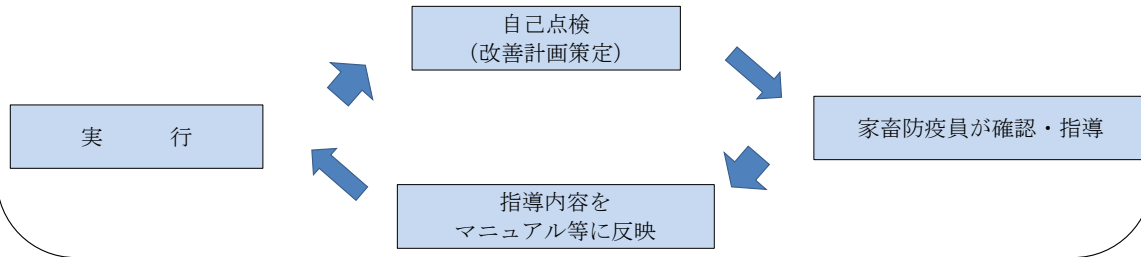 自己点検
(改善計画策定)
家畜防疫員が確認・指導
実　　　行
指導内容を
マニュアル等に反映